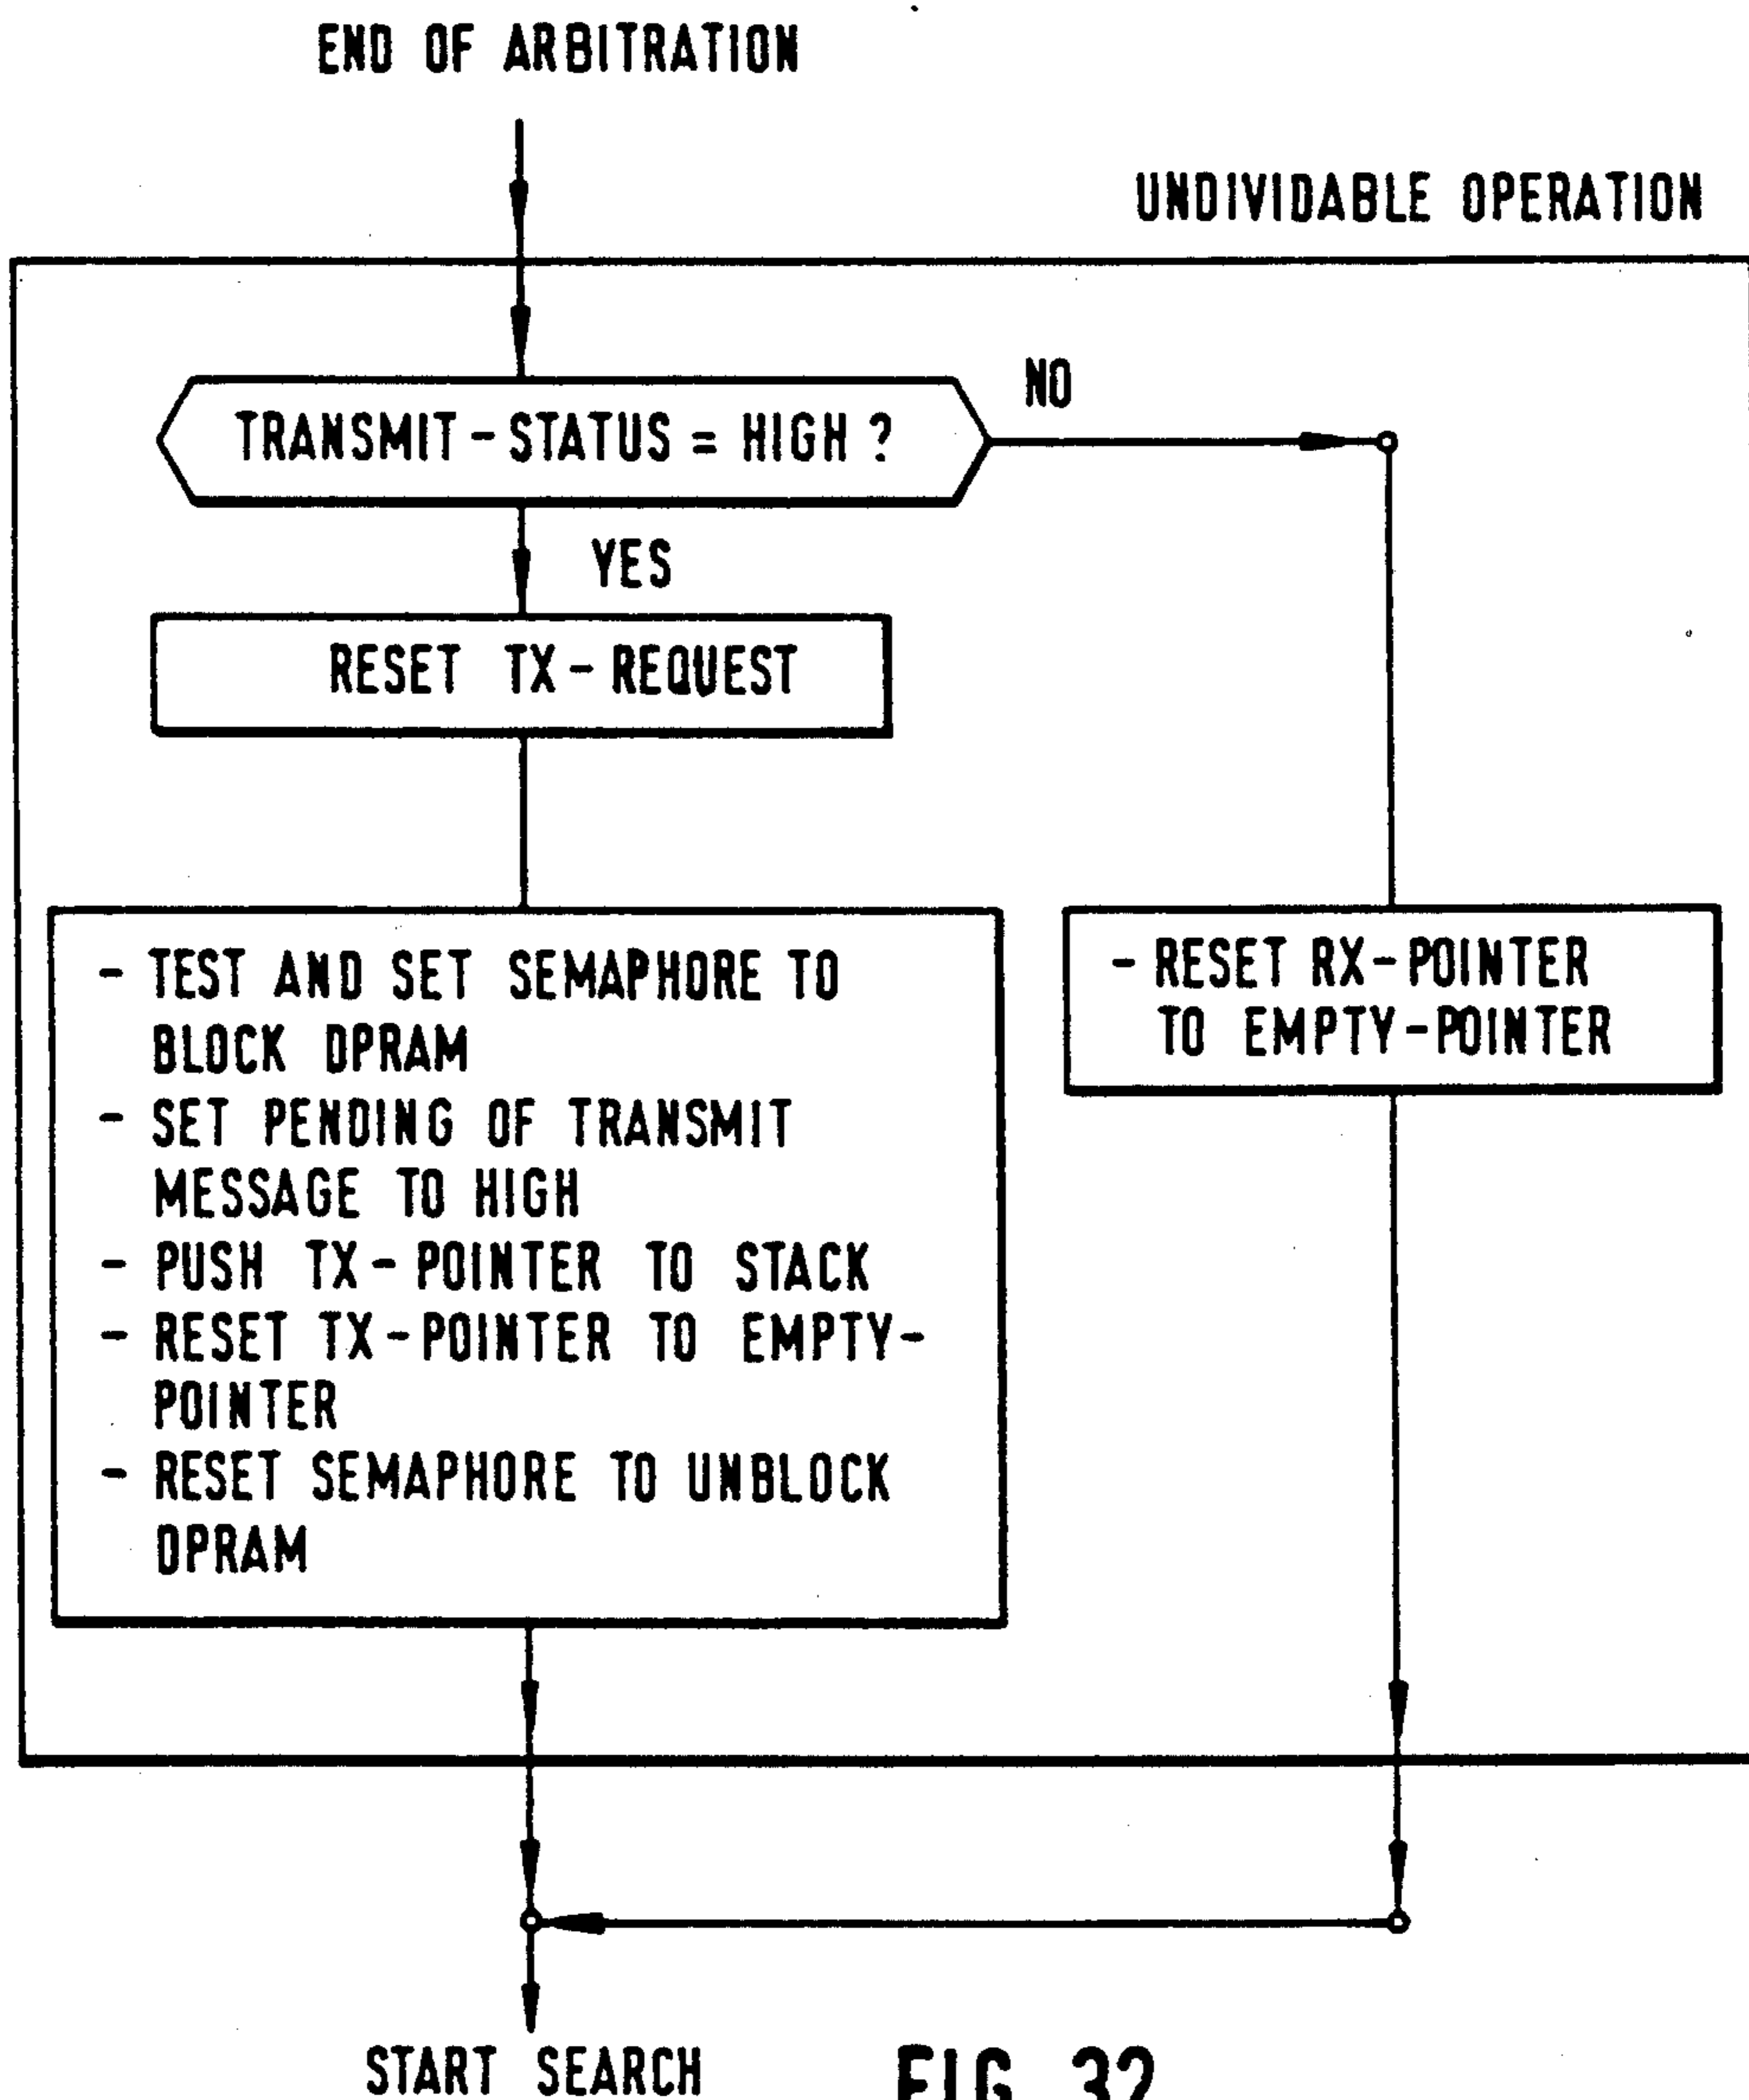 END OF ARBITRATION
UNDIVIDABLE OPERATION
TRANSMIT-STATUS = HIGH ?
NO
YES
RESET TX-REQUEST
- TEST AND SET SEMAPHORE TO
BLOCK DPRAM
- SET PENDING OF TRANSMIT
MESSAGE TO HIGH
- PUSH TX-POINTER TO STACK
- RESET TX-POINTER TO EMPTY-
POINTER
- RESET SEMAPHORE TO UNBLOCK
DPRAM
- RESET RX-POINTER
TO EMPTY-POINTER
START SEARCH
FIG. 32